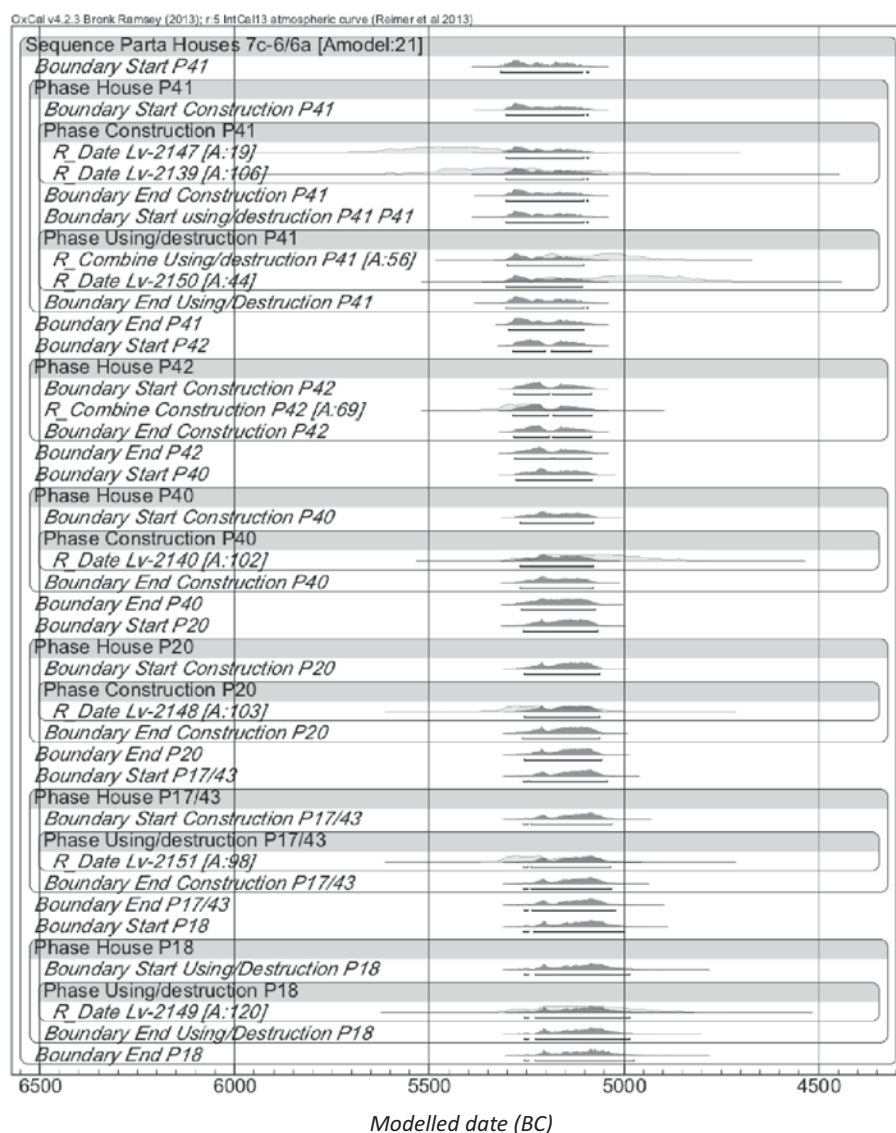 OxCal v4.2.3 Bronk Ramsey (2013); r:5 IntCal13 atmospheric curve (Reimer et al 2013)
Sequence Parta Houses 7c-6/6a [Amodel:21]
Boundary Start P41
Phase House P41
Boundary Start Construction P41
Phase Construction P41
R_Date Lv-2147 [A:19]
R_Date Lv-2139 [A:106]
Boundary End Construction P41
Boundary Start using/destruction P41 P41
Phase Using/destruction P41
R_Combine Using/destruction P41 [A:56]
R_Date Lv-2150 [A:44]
Boundary End Using/Destruction P41
Boundary End P41
Boundary Start P42
Phase House P42
Boundary Start Construction P42
R_Combine Construction P42 [A:69]
Boundary End Construction P42
Boundary End P42
Boundary Start P40
Phase House P40
Boundary Start Construction P40
Phase Construction P40
R_Date Lv-2140 [A:102]
Boundary End Construction P40
Boundary End P40
Boundary Start P20
Phase House P20
Boundary Start Construction P20
Phase Construction P20
R_Date Lv-2148 [A:103]
Boundary End Construction P20
Boundary End P20
Boundary Start P17/43
Phase House P17/43
Boundary Start Construction P17/43
Phase Using/destruction P17/43
R_Date Lv-2151 [A:98]
Boundary End Construction P17/43
Boundary End P17/43
Boundary Start P18
Phase House P18
Boundary Start Using/Destruction P18
Phase Using/destruction P18
R_Date Lv-2149 [A:120]
Boundary End Using/Destruction P18
Boundary End P18
6500 6000 5500 5000 4500
Modelled date (BC)